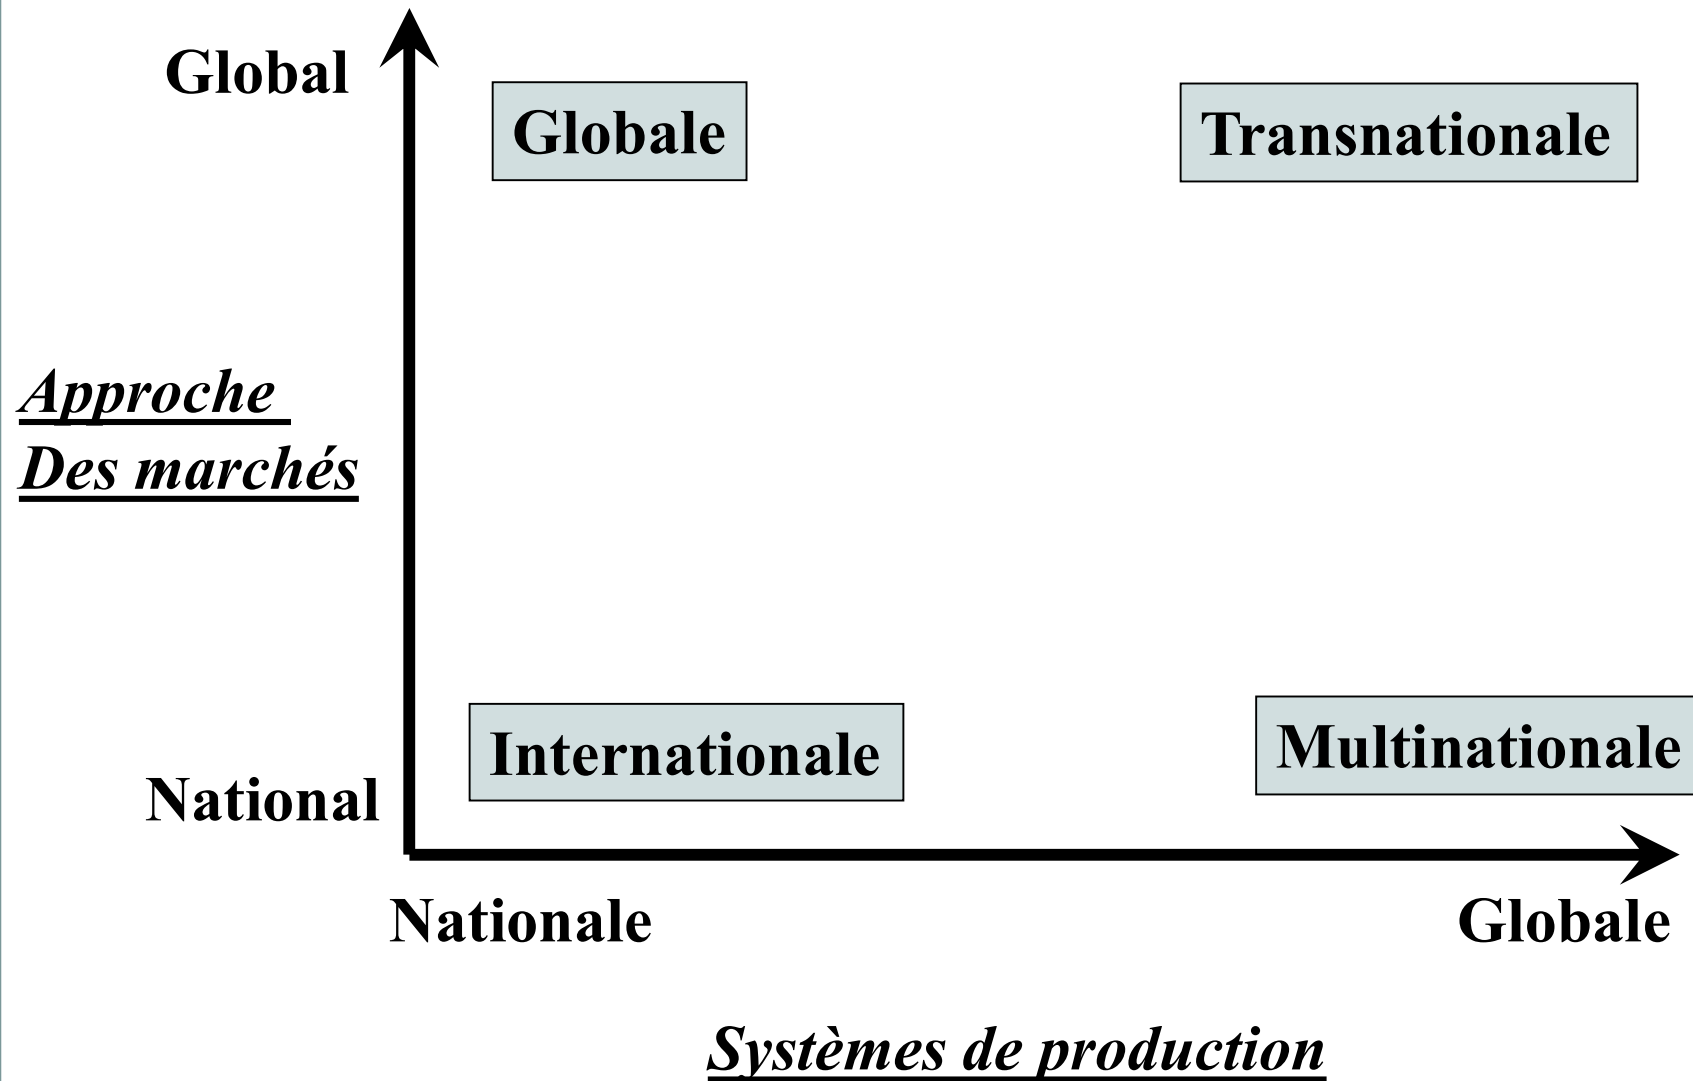 Global
Globale
Transnationale
Approche
Des marchés
Internationale
Multinationale
National
Nationale
Globale
Systèmes de production